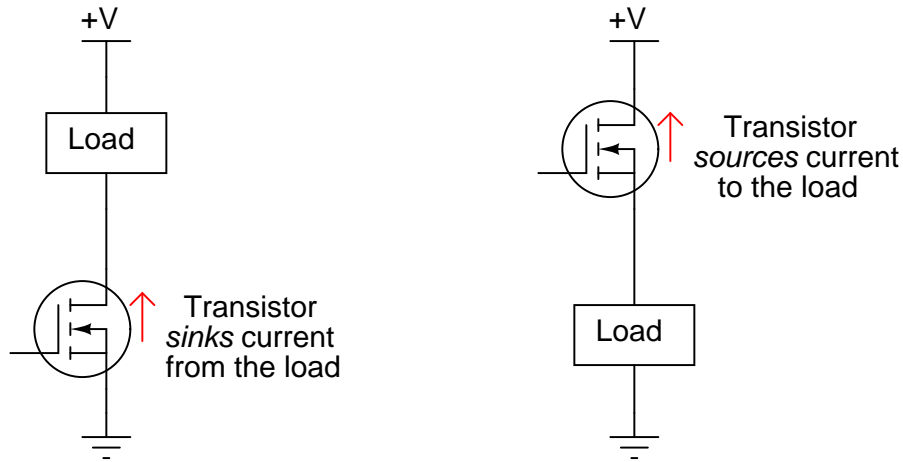 +V
Load
Transistor
sinks current
from the load
+V
Transistor
sources current
to the load
Load